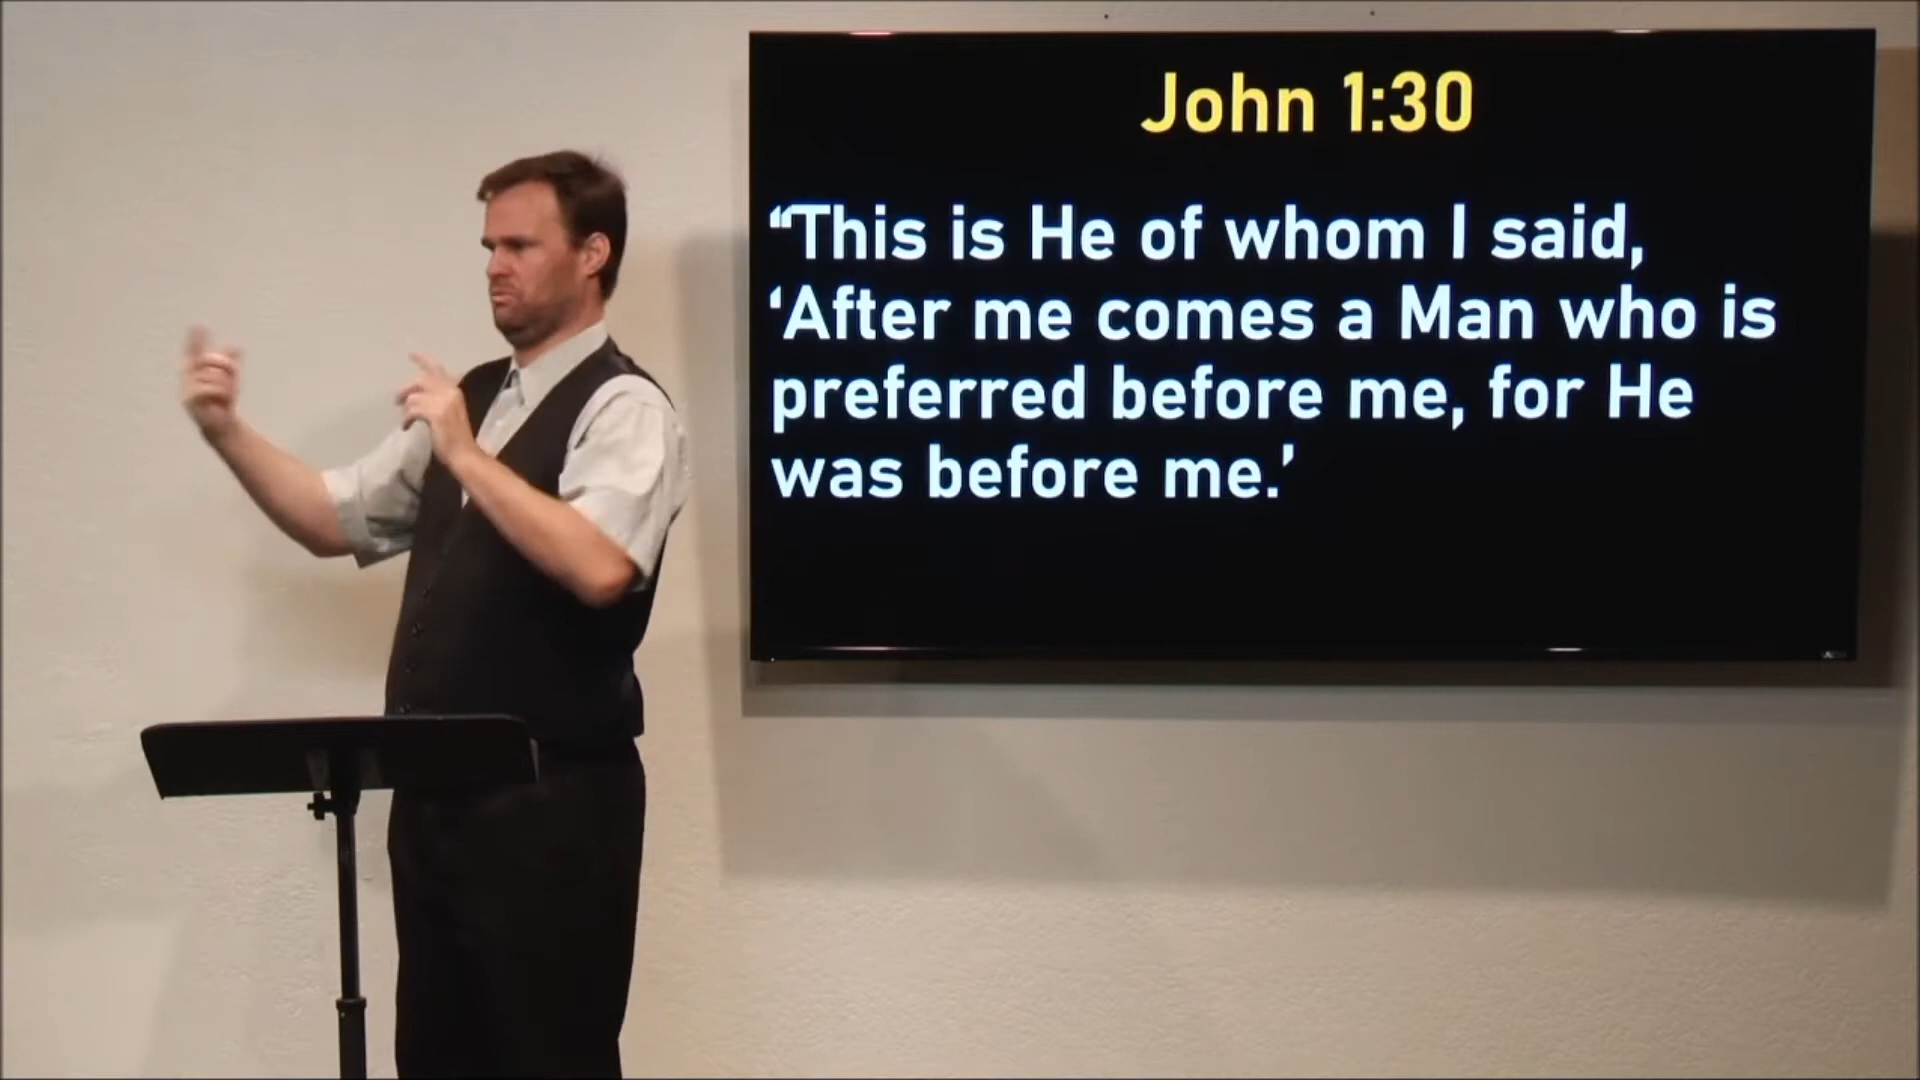 John 1:30
“This is He of whom I said,
‘After me comes a Man who is
preferred before me, for He
was before me.’